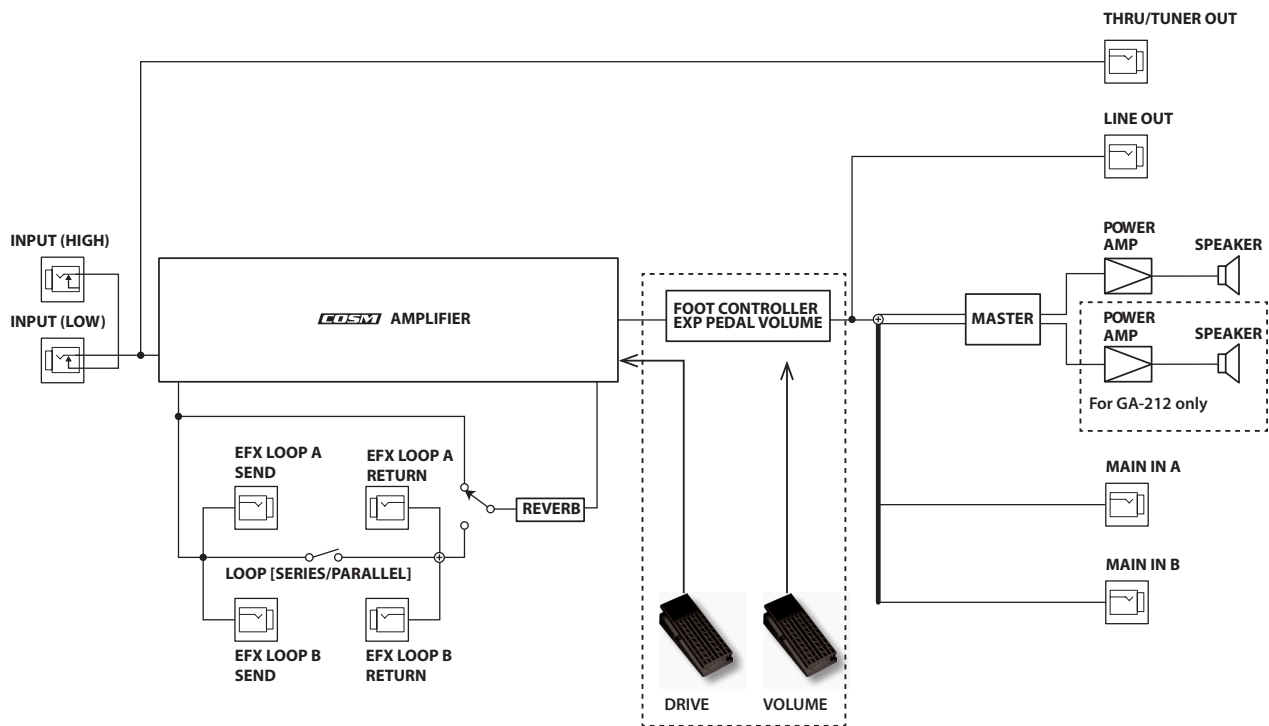 THRU/TUNER OUT
LINE OUT
INPUT (HIGH)
INPUT (LOW)
COSM AMPLIFIER
FOOT CONTROLLER
EXP PEDAL VOLUME
MASTER
POWER
AMP
SPEAKER
POWER
AMP
SPEAKER
For GA-212 only
EFX LOOP A
SEND
EFX LOOP A
RETURN
REVERB
LOOP [SERIES/PARALLEL]
EFX LOOP B
SEND
EFX LOOP B
RETURN
MAIN IN A
MAIN IN B
DRIVE
VOLUME